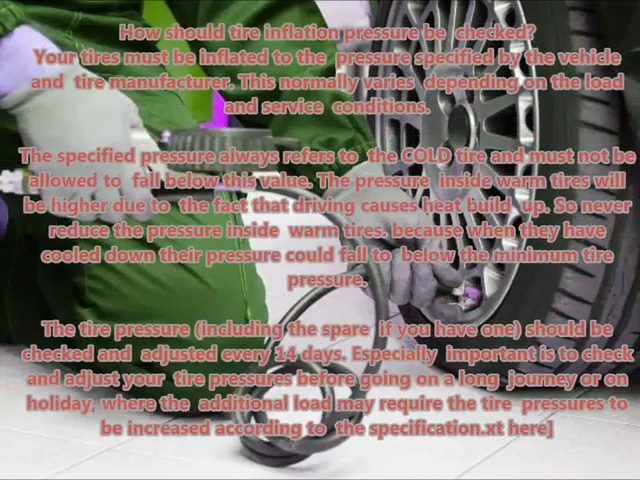 How should tire inflation pressure be checked?
Your tires must be inflated to the pressure specified by the vehicle
and tire manufacturer. This normally varies depending on the load
and service conditions.
The specified pressure always refers to the COLD tire and must not be
allowed to fall below this value. The pressure inside warm tires will
be higher due to the fact that driving causes heat build up. So never
reduce the pressure inside warm tires. because when they have
cooled down their pressure could fall to below the minimum tire
pressure.
The tire pressure (including the spare if you have one) should be
checked and adjusted every 14 days. Especially important is to check
and adjust your tire pressures before going on a long journey or on
holiday, where the additional load may require the tire pressures to
be increased according to the specification.xt here]